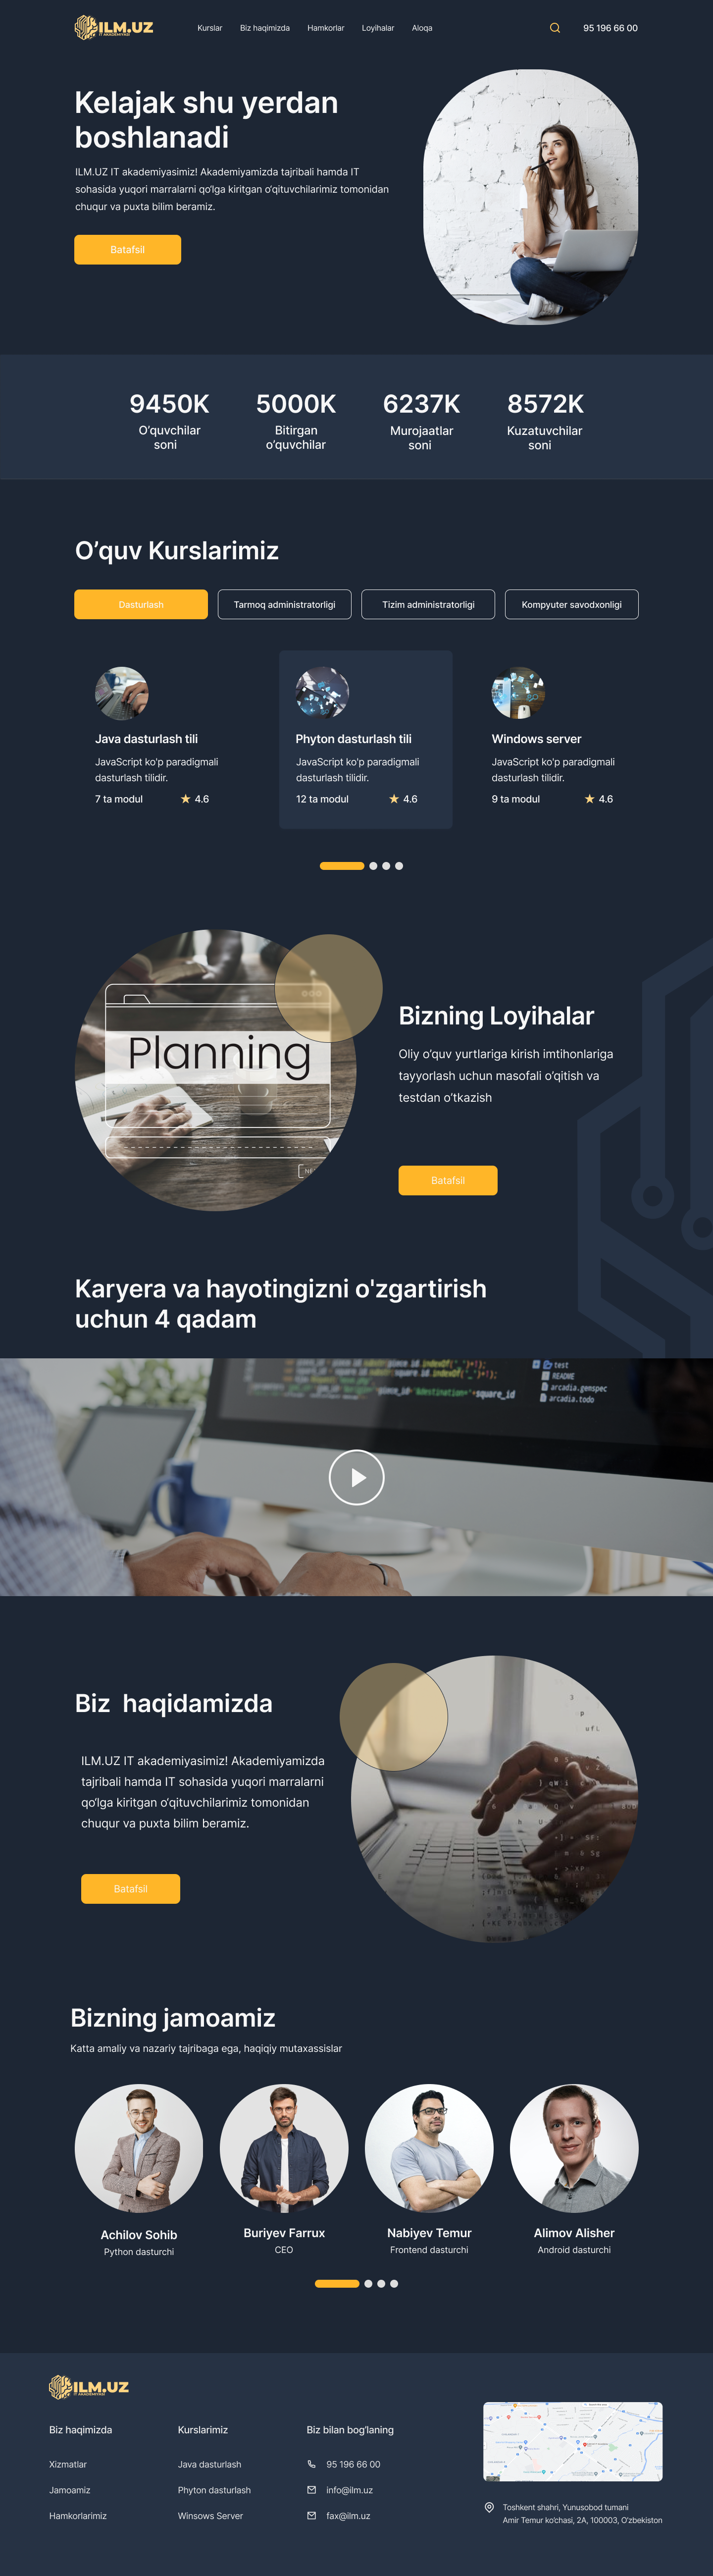 ILM.UZ
IT AKADEMIYASI
Kurslar
Biz haqimizda
Hamkorlar
Loyihalar
Aloqa
95 196 66 00
Kelajak shu yerdan
boshlanadi
ILM.UZ IT akademiyasimiz! Akademiyamizda tajribali hamda IT
sohasida yuqori marralarni qo‘lga kiritgan o‘qituvchilarimiz tomonidan
chuqur va puxta bilim beramiz.
Batafsil
9450K
O’quvchilar
soni
5000K
Bitirgan
o’quvchilar
6237K
Murojaatlar
soni
8572K
Kuzatuvchilar
soni
O’quv Kurslarimiz
Dasturlash
Tarmoq administratorligi
Tizim administratorligi
Kompyuter savodxonligi
Java dasturlash tili
JavaScript ko'p paradigmali
dasturlash tilidir.
7 ta modul
4.6
Phyton dasturlash tili
JavaScript ko'p paradigmali
dasturlash tilidir.
12 ta modul
4.6
Windows server
JavaScript ko'p paradigmali
dasturlash tilidir.
9 ta modul
4.6
Planning
Bizning Loyihalar
Oliy o’quv yurtlariga kirish imtihonlariga
tayyorlash uchun masofali o’qitish va
testdan o’tkazish
Batafsil
Karyera va hayotingizni o'zgartirish
uchun 4 qadam
test
README
arcadia.genspec
arcadia.todo
Biz haqidamizda
ILM.UZ IT akademiyasimiz! Akademiyamizda
tajribali hamda IT sohasida yuqori marralarni
qo‘lga kiritgan o‘qituvchilarimiz tomonidan
chuqur va puxta bilim beramiz.
Batafsil
Bizning jamoamiz
Katta amaliy va nazariy tajribaga ega, haqiqiy mutaxassislar
Achilov Sohib
Python dasturchi
Buriyev Farrux
CEO
Nabiyev Temur
Frontend dasturchi
Alimov Alisher
Android dasturchi
ILM.UZ
IT AKADEMIYASI
Biz haqimizda
Xizmatlar
Jamoamiz
Hamkorlarimiz
Kurslarimiz
Java dasturlash
Phyton dasturlash
Winsows Server
Biz bilan bog‘laning
95 196 66 00
info@ilm.uz
fax@ilm.uz
Toshkent shahri, Yunusobod tumani
Amir Temur ko‘chasi, 2A, 100003, O‘zbekiston